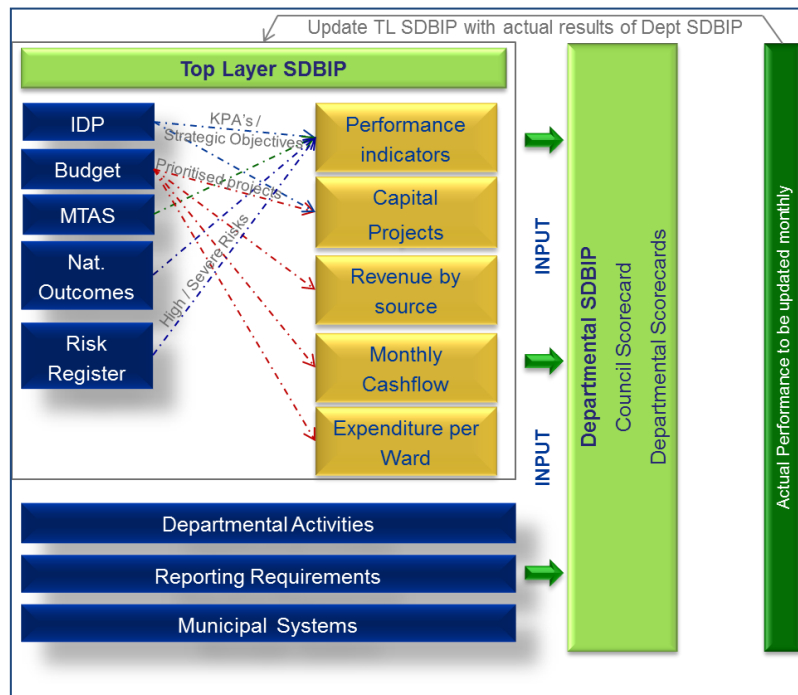 Update TL SDBIP with actual results of Dept SDBIP
Top Layer SDBIP
IDP
Budget
MTAS
Nat.
Outcomes
Risk
Register
KPA's /
Strategic Objectives
Prioritised projects
High / Severe Risks
Performance
indicators
Capital
Projects
Revenue by
source
Monthly
Cashflow
Expenditure per
Ward
INPUT
INPUT
Departmental SDBIP
Council Scorecard
Departmental Scorecards
Actual Performance to be updated monthly
Departmental Activities
Reporting Requirements
Municipal Systems